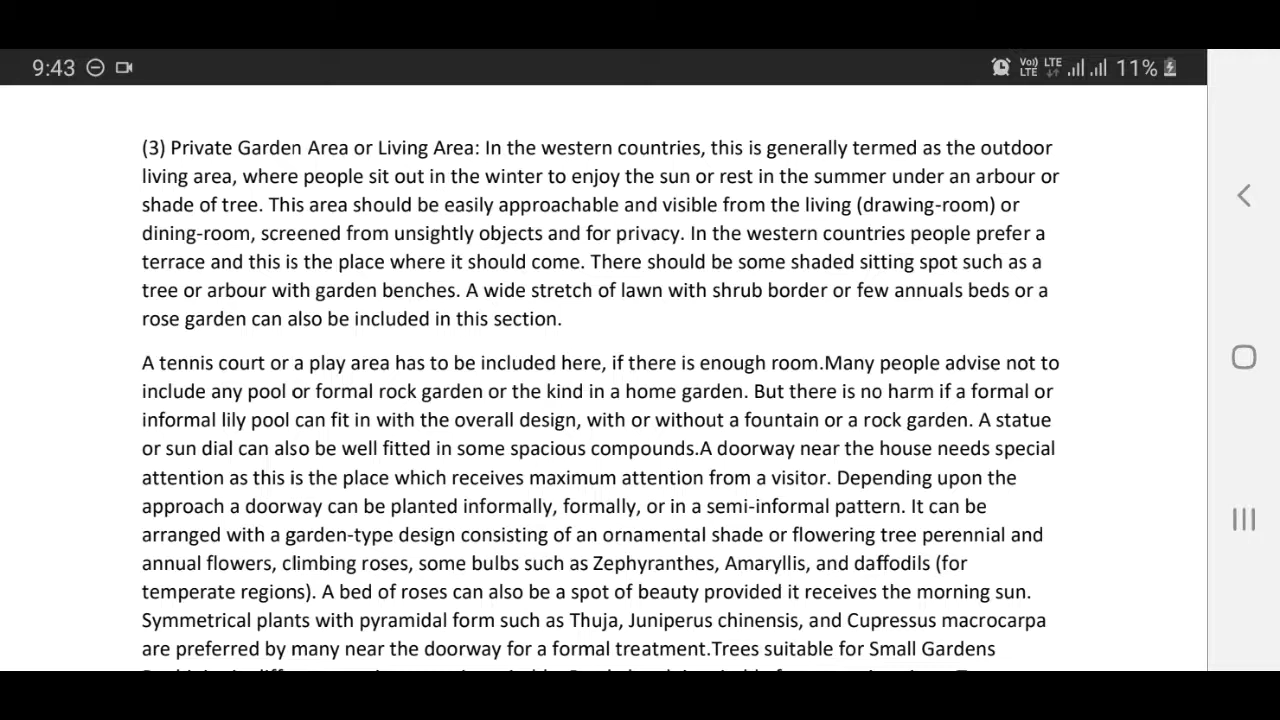 9:43
Vo) LTE LTE 11%
(3) Private Garden Area or Living Area: In the western countries, this is generally termed as the outdoor
living area, where people sit out in the winter to enjoy the sun or rest in the summer under an arbour or
shade of tree. This area should be easily approachable and visible from the living (drawing-room) or
dining-room, screened from unsightly objects and for privacy. In the western countries people prefer a
terrace and this is the place where it should come. There should be some shaded sitting spot such as a
tree or arbour with garden benches. A wide stretch of lawn with shrub border or few annuals beds or a
rose garden can also be included in this section.
A tennis court or a play area has to be included here, if there is enough room.Many people advise not to
include any pool or formal rock garden or the kind in a home garden. But there is no harm if a formal or
informal lily pool can fit in with the overall design, with or without a fountain or a rock garden. A statue
or sun dial can also be well fitted in some spacious compounds.A doorway near the house needs special
attention as this is the place which receives maximum attention from a visitor. Depending upon the
approach a doorway can be planted informally, formally, or in a semi-informal pattern. It can be
arranged with a garden-type design consisting of an ornamental shade or flowering tree perennial and
annual flowers, climbing roses, some bulbs such as Zephyranthes, Amaryllis, and daffodils (for
temperate regions). A bed of roses can also be a spot of beauty provided it receives the morning sun.
Symmetrical plants with pyramidal form such as Thuja, Juniperus chinensis, and Cupressus macrocarpa
are preferred by many near the doorway for a formal treatment.Trees suitable for Small Gardens